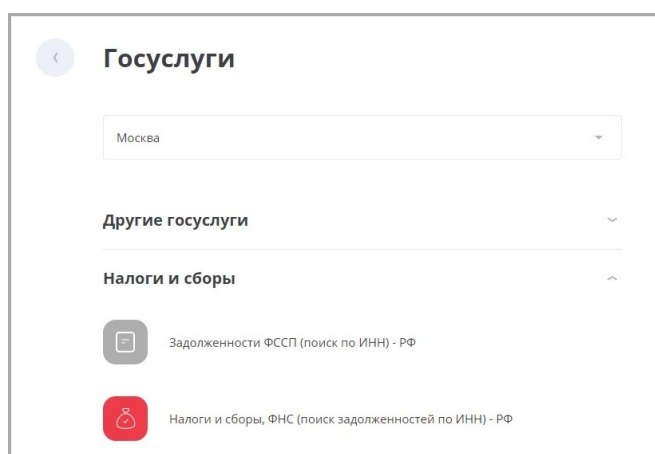 Госуслуги
Москва
Другие госуслуги
Налоги и сборы
Задолженности ФССП (поиск по ИНН) - РФ
Налоги и сборы, ФНС (поиск задолженностей по ИНН) - РФ